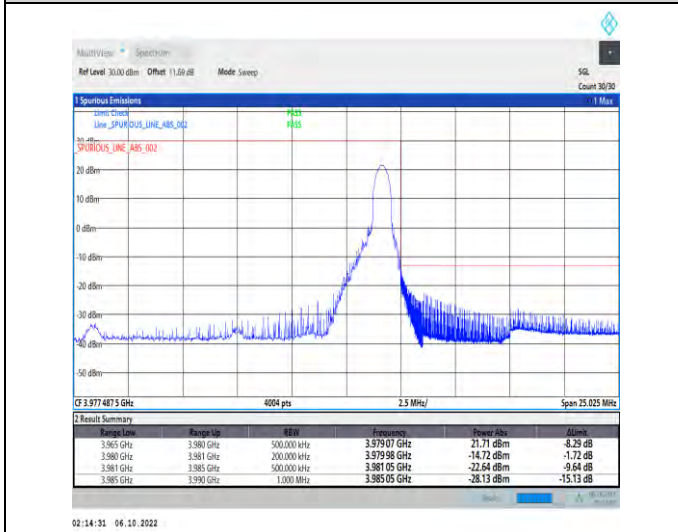 MultiView Spectrum
Ref Level 30.00 dBm Offset 11.69 dB Mode Sweep SGL
Count 30/30
1 Spurious Emissions 1 Max
Limit Check PASS
Line _SPURIOUS_LINE_ABS_002 PASS
30 dBm
_SPURIOUS_LINE_ABS_002
20 dBm
10 dBm
0 dBm
-10 dBm
-20 dBm
-30 dBm
-40 dBm
-50 dBm
CF 3.977 487 5 GHz 4004 pts 2.5 MHz/ Span 25.025 MHz
2 Result Summary
Range Low Range Up RBW Frequency Power Abs ΔLimit
3.965 GHz 3.980 GHz 500.000 kHz 3.979 07 GHz 21.71 dBm -8.29 dB
3.980 GHz 3.981 GHz 200.000 kHz 3.979 98 GHz -14.72 dBm -1.72 dB
3.981 GHz 3.985 GHz 500.000 kHz 3.981 05 GHz -22.64 dBm -9.64 dB
3.985 GHz 3.990 GHz 1.000 MHz 3.985 05 GHz -28.13 dBm -15.13 dB
02:14:31 06.10.2022